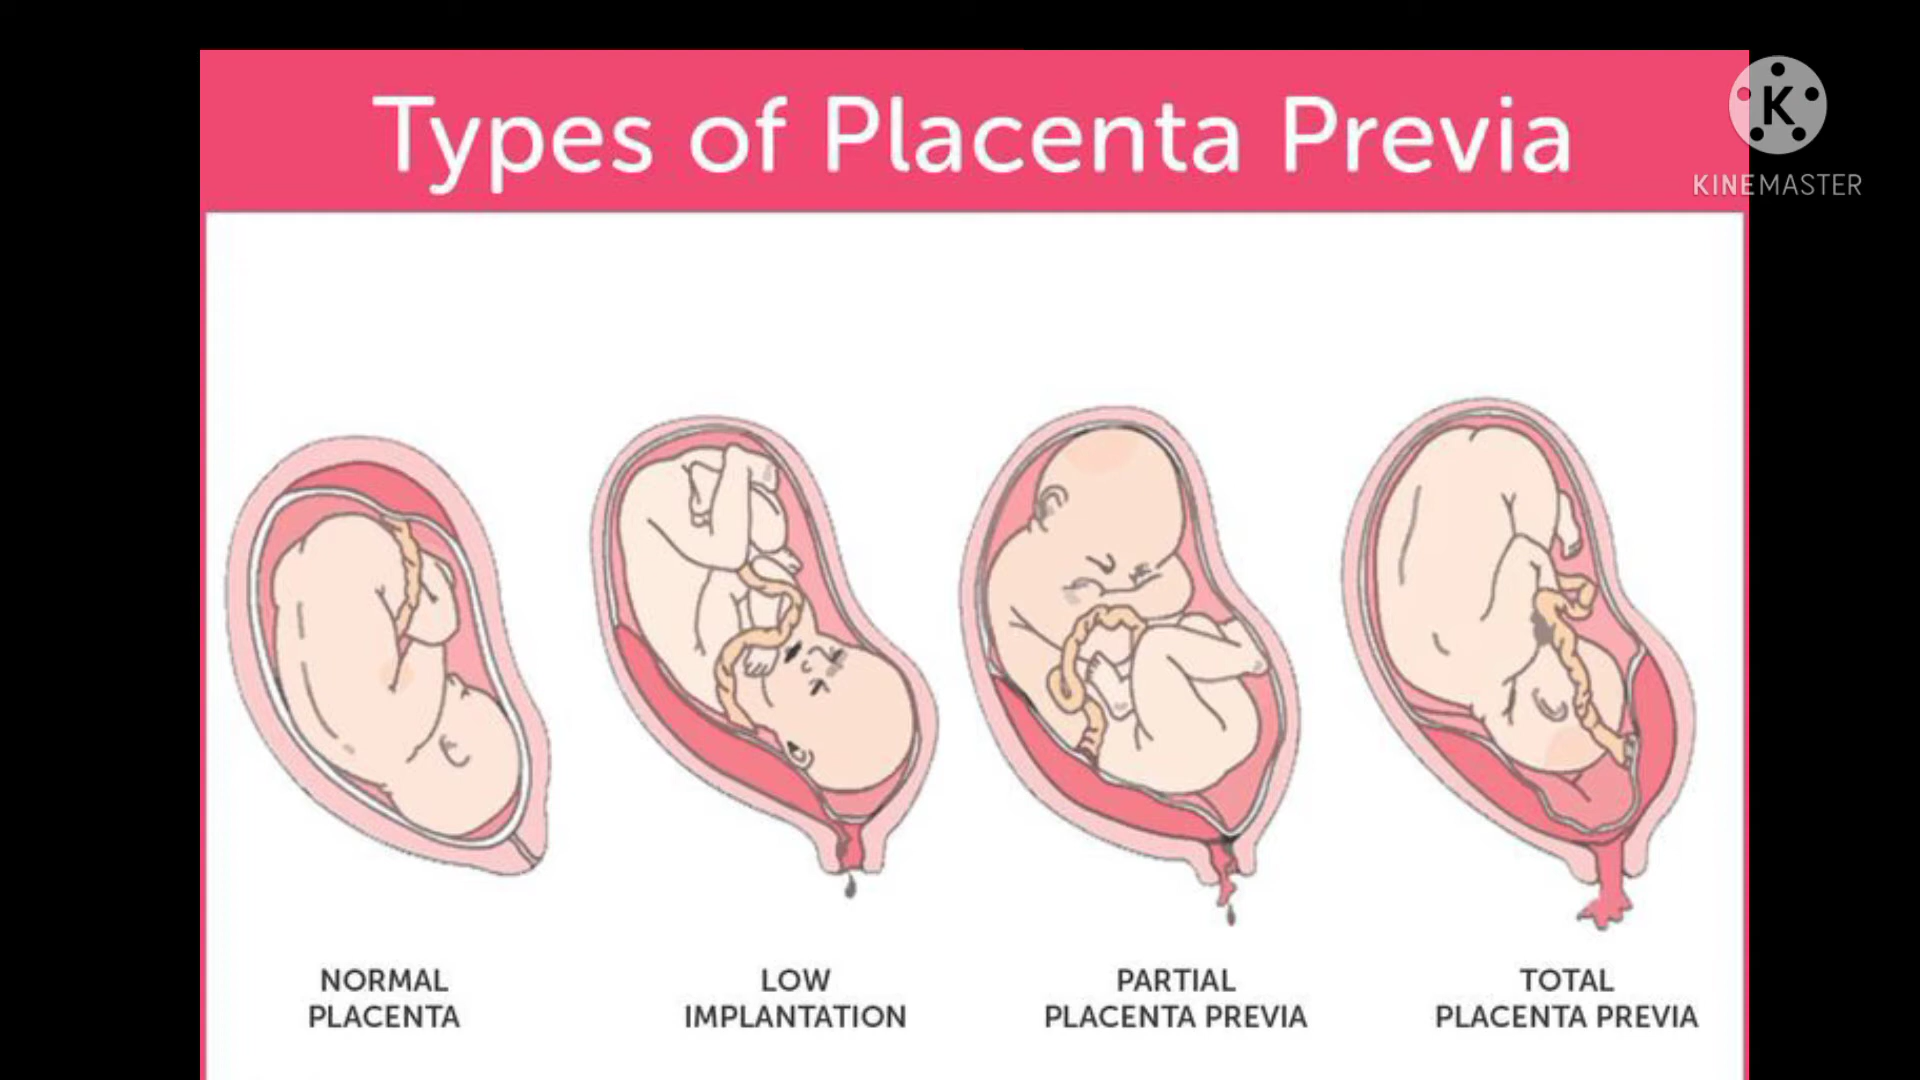 Types of Placenta Previa
K
KINEMASTER
NORMAL
PLACENTA
LOW
IMPLANTATION
PARTIAL
PLACENTA PREVIA
TOTAL
PLACENTA PREVIA